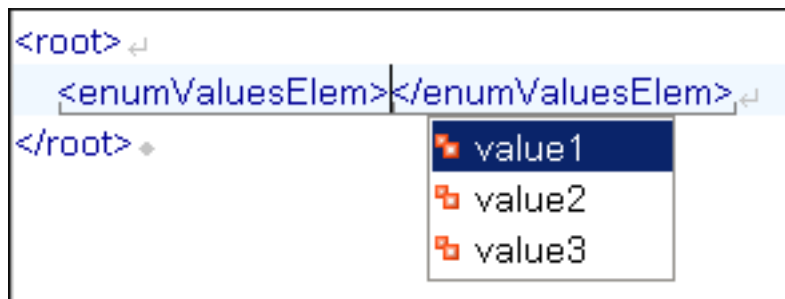 <root>
<enumValuesElem></enumValuesElem>
</root>
value1
value2
value3